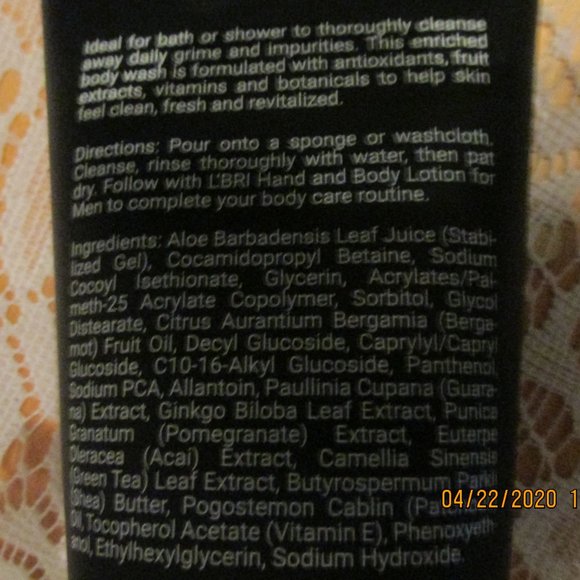 Ideal for bath or shower to thoroughly cleanse
away daily grime and impurities. This enriched
body wash is formulated with antioxidants, fruit
extracts, vitamins and botanicals to help skin
feel clean, fresh and revitalized.
Directions: Pour onto a sponge or washcloth.
Cleanse, rinse thoroughly with water, then pat
dry. Follow with L'BRI Hand and Body Lotion for
Men to complete your body care routine.
Ingredients: Aloe Barbadensis Leaf Juice (Stabi-
lized Gel), Cocamidopropyl Betaine, Sodium
Cocoyl Isethionate, Glycerin, Acrylates/Pal-
meth-25 Acrylate Copolymer, Sorbitol, Glycol
Distearate, Citrus Aurantium Bergamia (Berga-
mot) Fruit Oil, Decyl Glucoside, Caprylyl/Capryl
Glucoside, C10-16-Alkyl Glucoside, Panthenol,
Sodium PCA, Allantoin, Paullinia Cupana (Guara-
na) Extract, Ginkgo Biloba Leaf Extract, Punica
Granatum (Pomegranate) Extract, Euterpe
Oleracea (Acai) Extract, Camellia Sinensis
(Green Tea) Leaf Extract, Butyrospermum Parkii
(Shea) Butter, Pogostemon Cablin
Oil, Tocopherol Acetate (Vitamin E), Phenoxyeth-
anol, Ethylhexylglycerin, Sodium Hydroxide.
04/22/2020 1